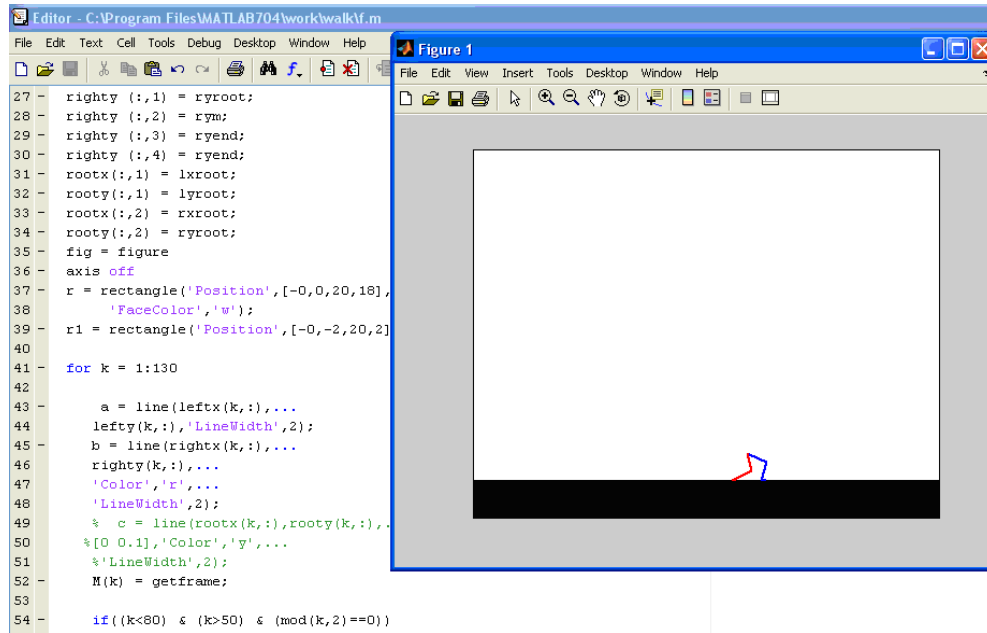 Editor - C:\Program Files\MATLAB704\work\walk\f.m
File Edit Text Cell Tools Debug Desktop Window Help
27 - righty (:,1) = ryroot;
28 - righty (:,2) = rym;
29 - righty (:,3) = ryend;
30 - righty (:,4) = ryend;
31 - rootx(:,1) = lxroot;
32 - rooty(:,1) = lyroot;
33 - rootx(:,2) = rxroot;
34 - rooty(:,2) = ryroot;
35 - fig = figure
36 - axis off
37 - r = rectangle('Position',[-0,0,20,18],
38 'FaceColor','w');
39 - r1 = rectangle('Position',[-0,-2,20,2]
40
41 - for k = 1:130
42
43 - a = line(leftx(k,:),...
44 lefty(k,:),'LineWidth',2);
45 - b = line(rightx(k,:),...
46 righty(k,:),...
47 'Color','r',...
48 'LineWidth',2);
49 % c = line(rootx(k,:),rooty(k,:),.
50 %[0 0.1],'Color','y',...
51 %'LineWidth',2);
52 - M(k) = getframe;
53
54 - if((k<80) & (k>50) & (mod(k,2)==0))
Figure 1
File Edit View Insert Tools Desktop Window Help